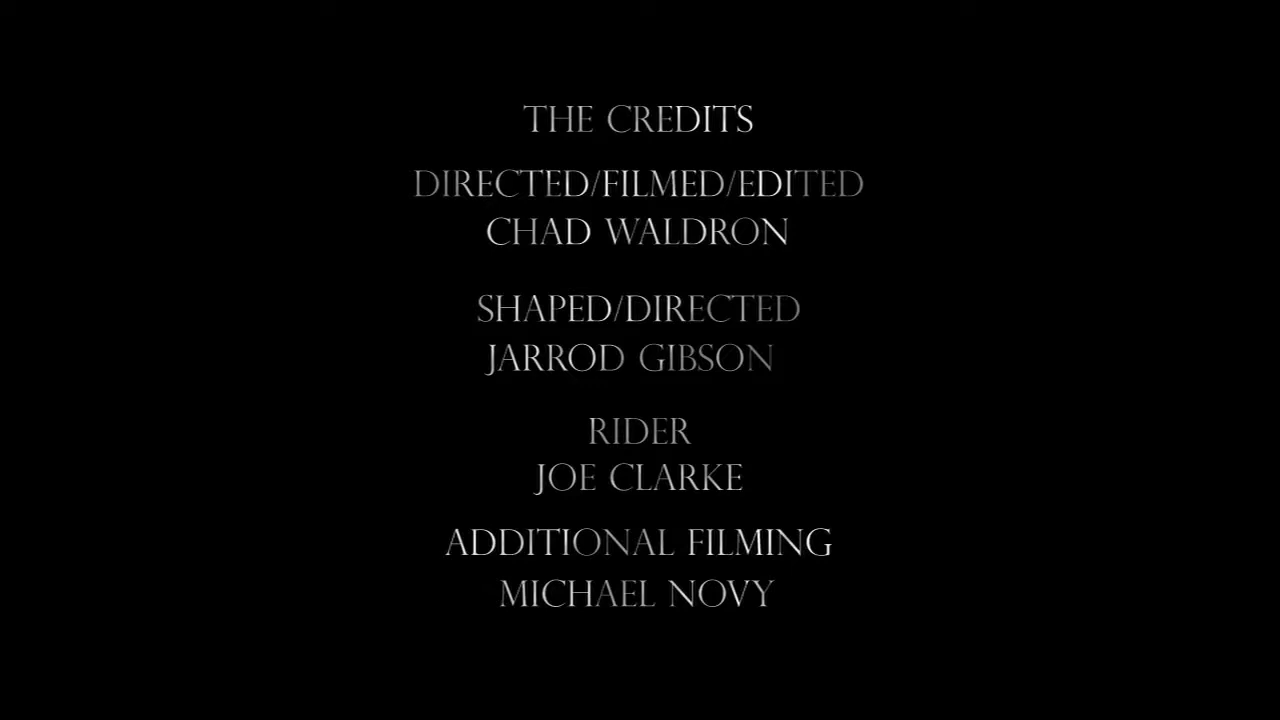 THE CREDITS
DIRECTED/FILMED/EDITED
CHAD WALDRON
SHAPED/DIRECTED
JARROD GIBSON
RIDER
JOE CLARKE
ADDITIONAL FILMING
MICHAEL NOVY